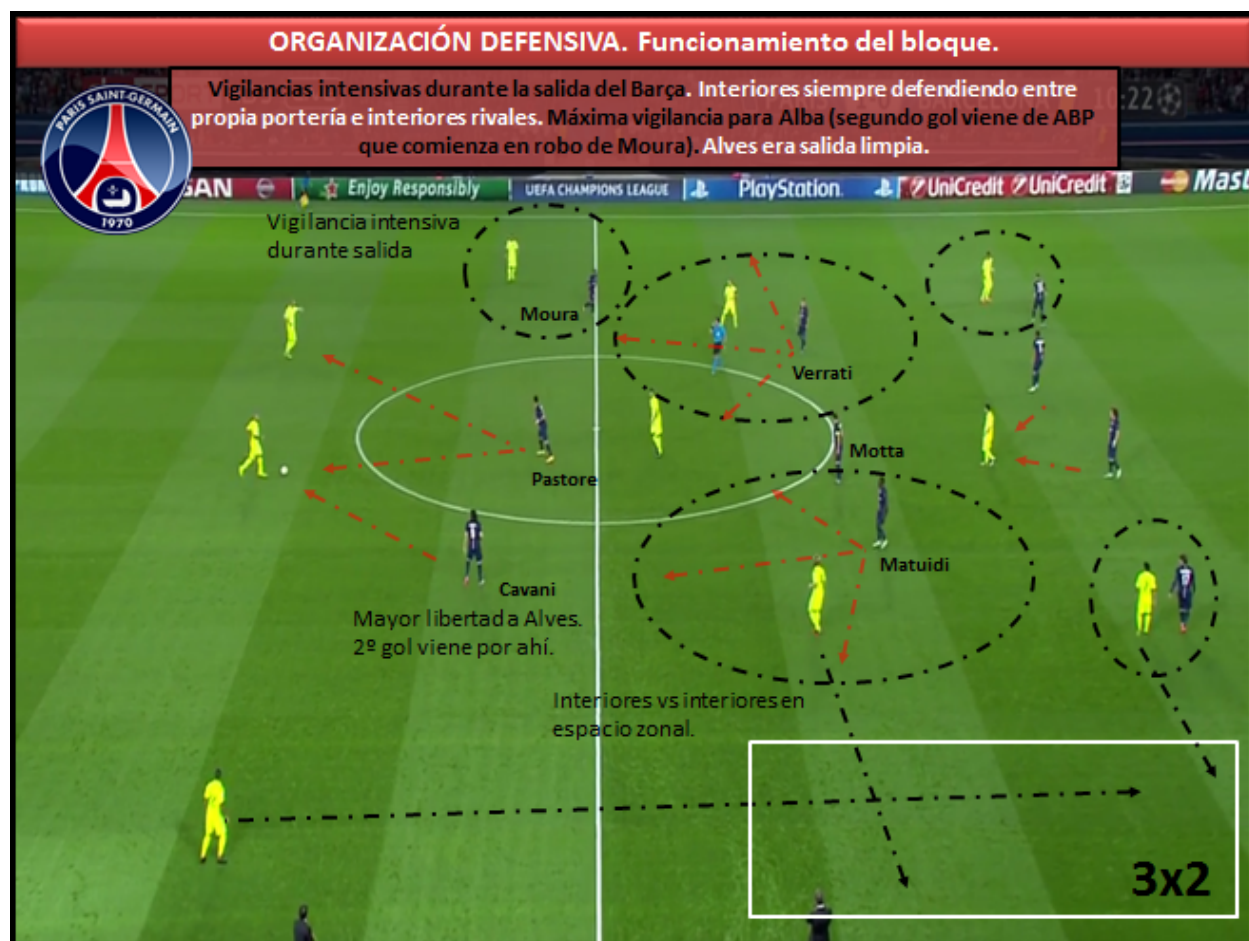 ORGANIZACIÓN DEFENSIVA. Funcionamiento del bloque.
Vigilancias intensivas durante la salida del Barça. Interiores siempre defendiendo entre
propia portería e interiores rivales. Máxima vigilancia para Alba (segundo gol viene de ABP
que comienza en robo de Moura). Alves era salida limpia.
10:22
PARIS SAINT-GERMAIN
1970
Enjoy Responsibly
UEFA CHAMPIONS LEAGUE
PlayStation
UniCredit
UniCredit
Vigilancia intensiva
durante salida
Moura
Verrati
Motta
Pastore
Matuidi
Cavani
Mayor libertad a Alves.
2º gol viene por ahí.
Interiores vs interiores en
espacio zonal.
3x2